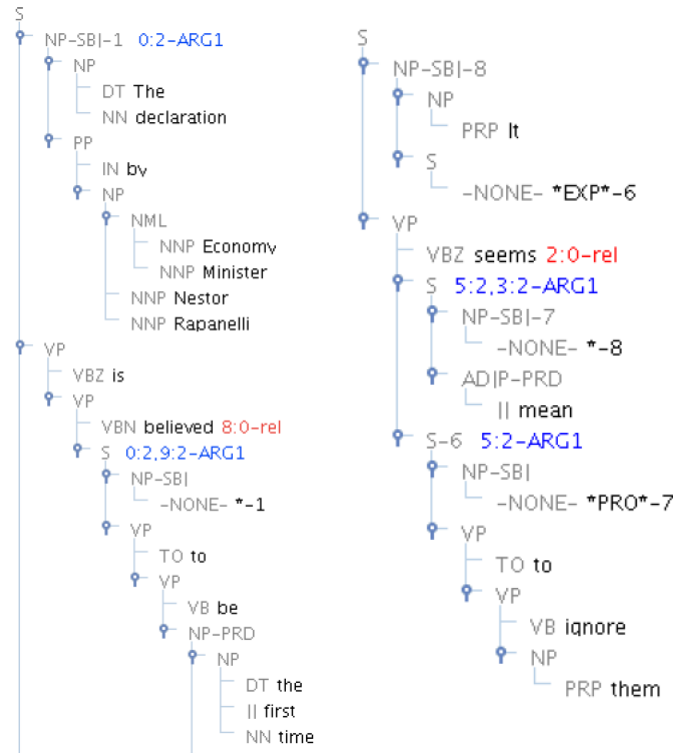 S
NP-SBJ-1 0:2-ARG1
NP
DT The
NN declaration
PP
IN by
NP
NML
NNP Economy
NNP Minister
NNP Nestor
NNP Rapanelli
VP
VBZ is
VP
VBN believed 8:0-rel
S 0:2,9:2-ARG1
NP-SBJ
-NONE- *-1
VP
TO to
VP
VB be
NP-PRD
NP
DT the
JJ first
NN time
S
NP-SBJ-8
NP
PRP It
S
-NONE- *EXP*-6
VP
VBZ seems 2:0-rel
S 5:2,3:2-ARG1
NP-SBJ-7
-NONE- *-8
ADJP-PRD
JJ mean
S-6 5:2-ARG1
NP-SBJ
-NONE- *PRO*-7
VP
TO to
VP
VB ignore
NP
PRP them